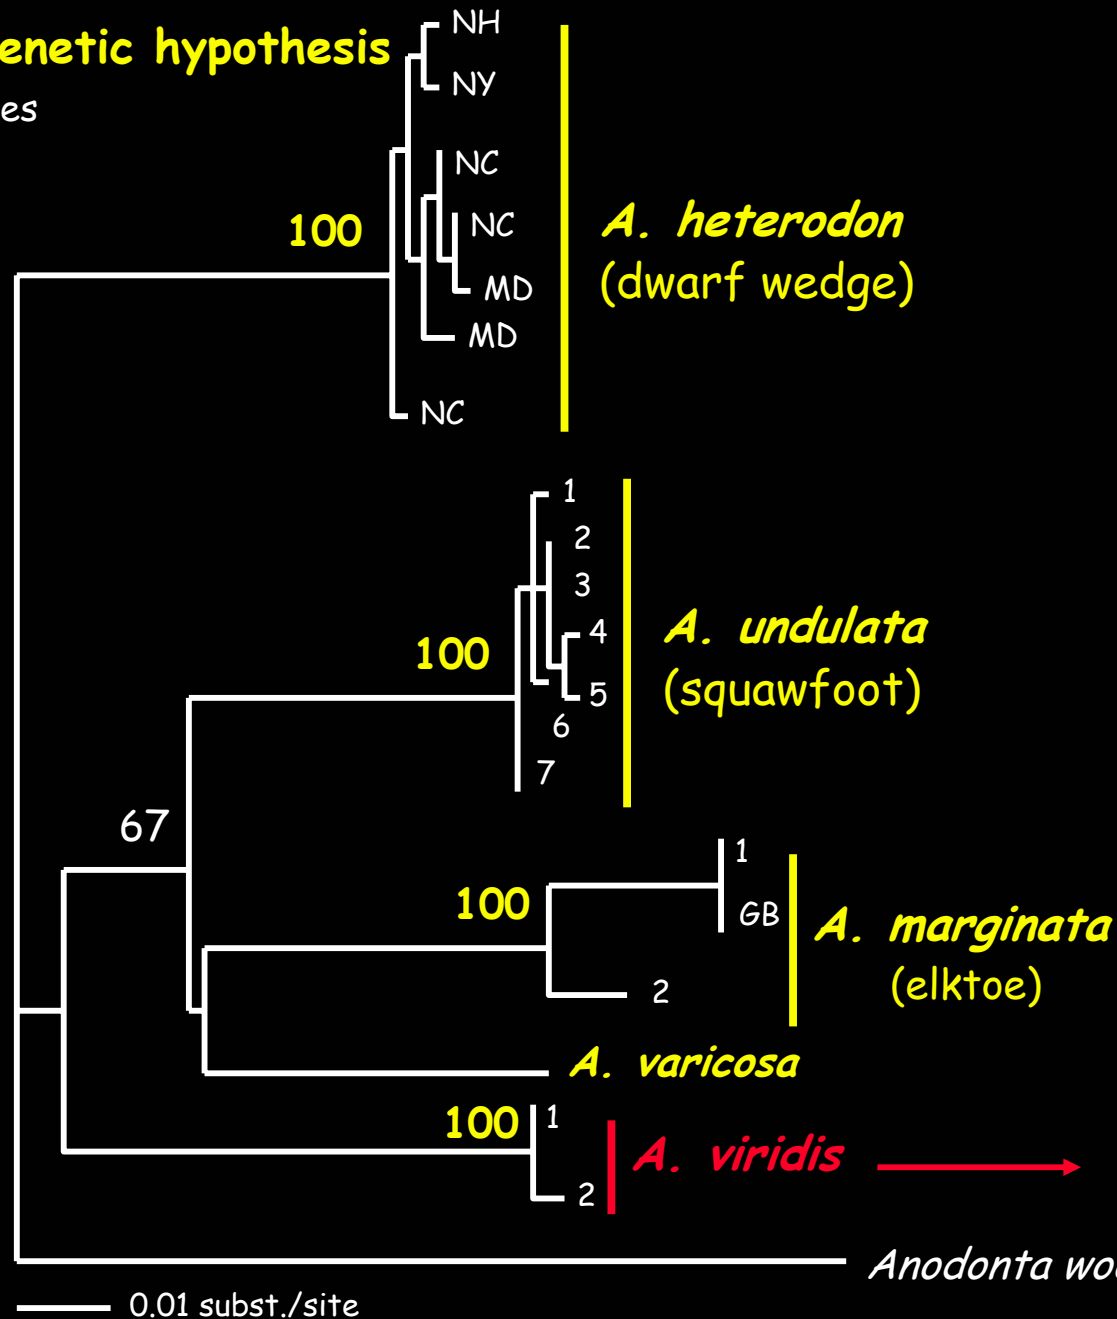 enetic hypothesis
es
NH
NY
NC
NC
MD
MD
NC
100
A. heterodon
(dwarf wedge)
1
2
3
4
5
6
7
100
A. undulata
(squawfoot)
67
1
GB
2
100
A. marginata
(elktoe)
A. varicosa
100
1
2
A. viridis
Anodonta wo
0.01 subst./site